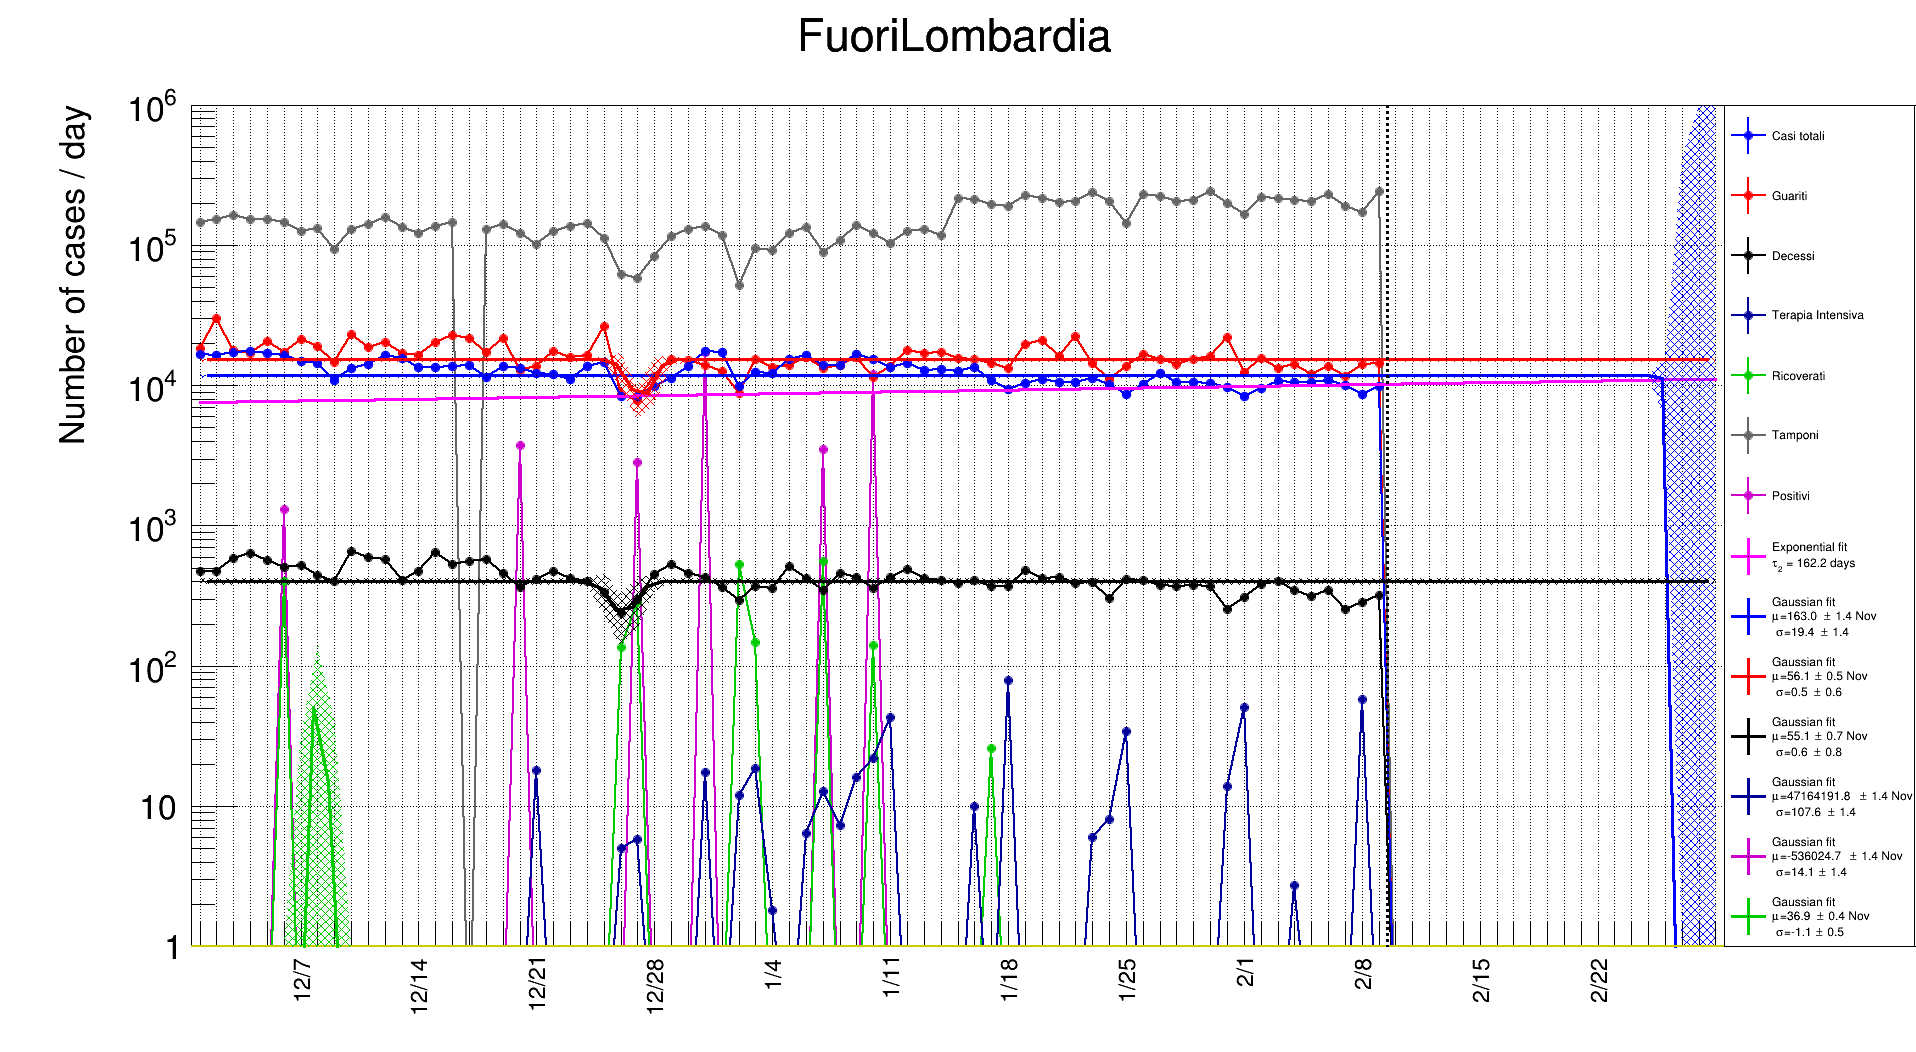 FuoriLombardia
Number of cases / day
10^6
10^5
10^4
10^3
10^2
10
1
12/7
12/14
12/21
12/28
1/4
1/11
1/18
1/25
2/1
2/8
2/15
2/22
Casi totali
Guariti
Decessi
Terapia Intensiva
Ricoverati
Tamponi
Positivi
Exponential fit
τ₂ = 162.2 days
Gaussian fit
μ=163.0 ± 1.4 Nov
σ=19.4 ± 1.4
Gaussian fit
μ=56.1 ± 0.5 Nov
σ=0.5 ± 0.6
Gaussian fit
μ=55.1 ± 0.7 Nov
σ=0.6 ± 0.8
Gaussian fit
μ=47164191.8 ± 1.4 Nov
σ=107.6 ± 1.4
Gaussian fit
μ=-536024.7 ± 1.4 Nov
σ=14.1 ± 1.4
Gaussian fit
μ=36.9 ± 0.4 Nov
σ=-1.1 ± 0.5